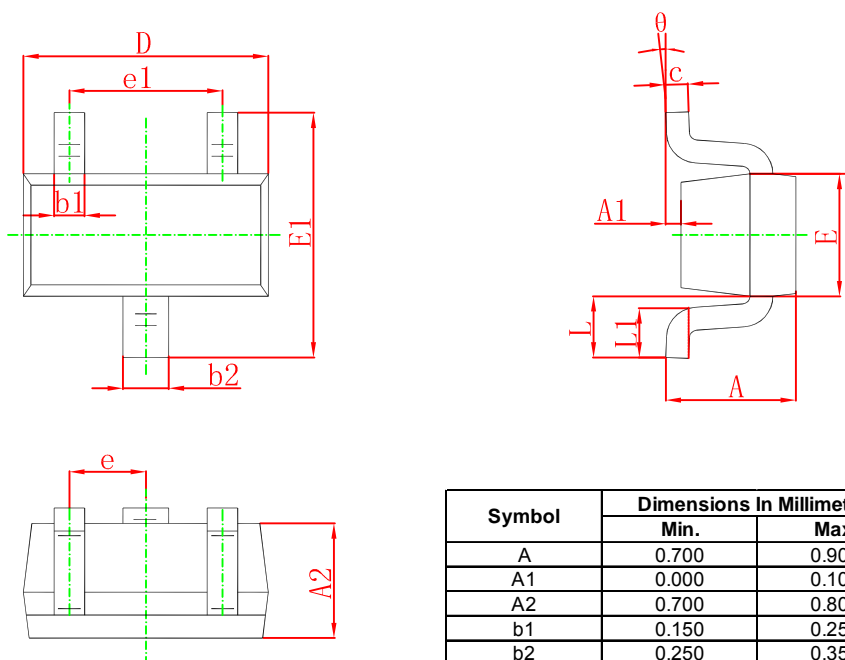 D
e1
b1
E1
b2
θ
c
A1
E
L
L1
A
e
A2
Symbol
Dimensions In Millimet
Min. Max
A 0.700 0.90
A1 0.000 0.10
A2 0.700 0.80
b1 0.150 0.25
b2 0.250 0.35